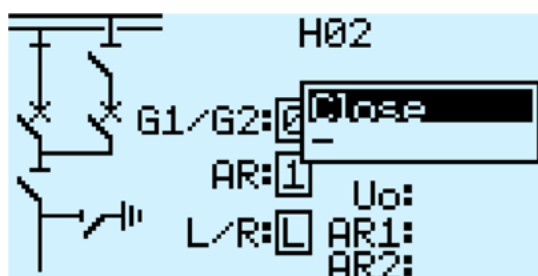 H02
G1/G2:0
Close
–
AR:1
Uo:
L/R:L
AR1:
AR2: